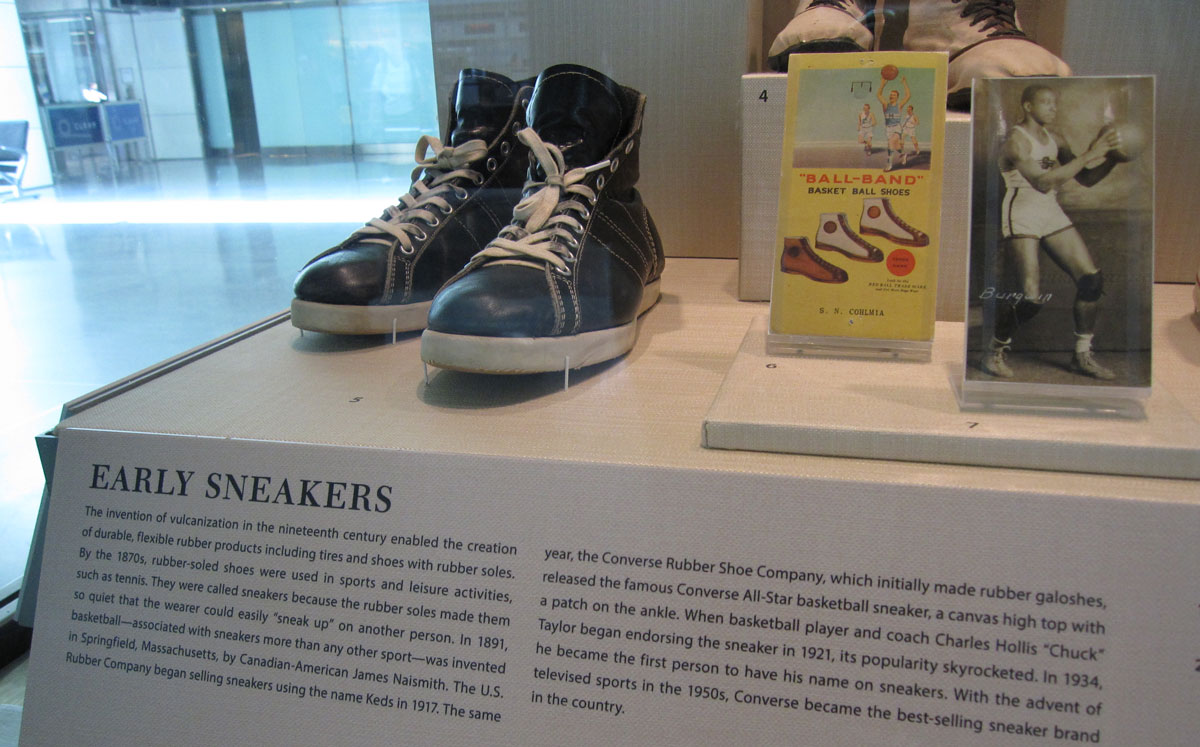 CLEAR
4
"BALL-BAND"
BASKET BALL SHOES
S. S. COULMIA
Burgwin
5
6
7
EARLY SNEAKERS
The invention of vulcanization in the nineteenth century enabled the creation
of durable, flexible rubber products including tires and shoes with rubber soles.
By the 1870s, rubber-soled shoes were used in sports and leisure activities,
such as tennis. They were called sneakers because the rubber soles made them
so quiet that the wearer could easily "sneak up" on another person. In 1891,
basketball—associated with sneakers more than any other sport—was invented
in Springfield, Massachusetts, by Canadian-American James Naismith. The U.S.
Rubber Company began selling sneakers using the name Keds in 1917. The same
year, the Converse Rubber Shoe Company, which initially made rubber galoshes,
released the famous Converse All-Star basketball sneaker, a canvas high top with
a patch on the ankle. When basketball player and coach Charles Hollis "Chuck"
Taylor began endorsing the sneaker in 1921, its popularity skyrocketed. In 1934,
he became the first person to have his name on sneakers. With the advent of
televised sports in the 1950s, Converse became the best-selling sneaker brand
in the country.
2